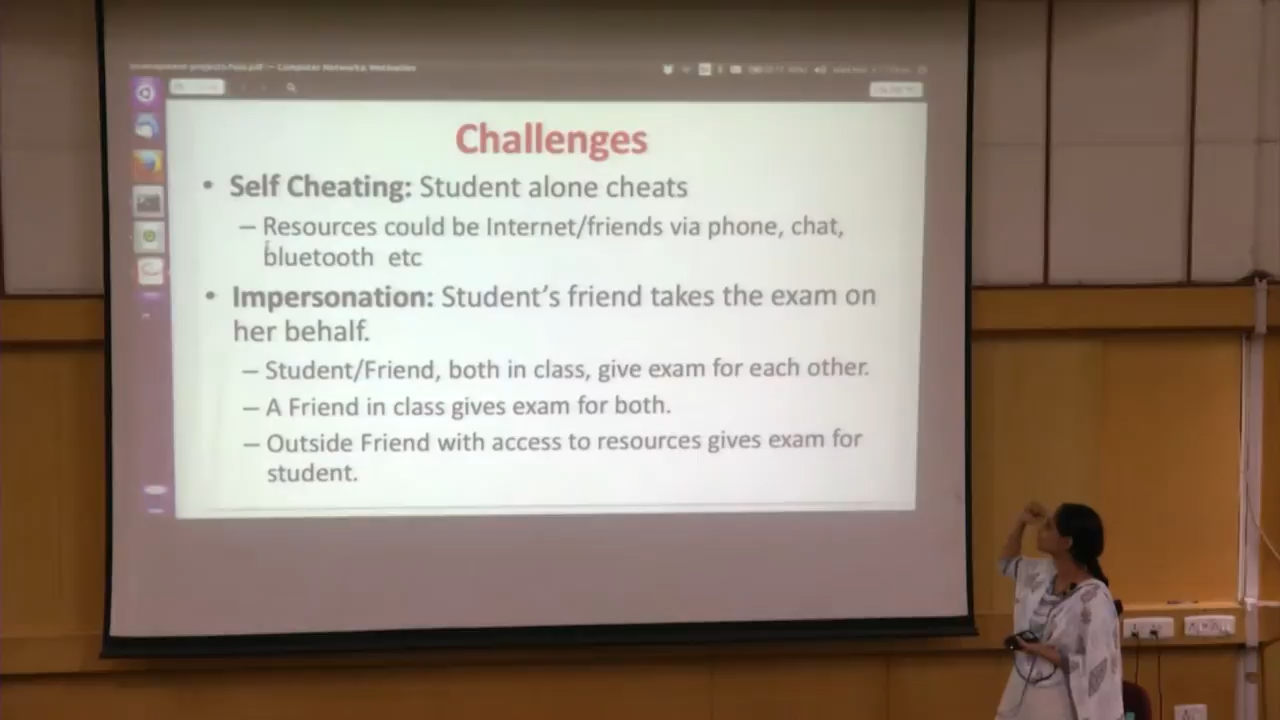 Challenges
• Self Cheating: Student alone cheats
– Resources could be Internet/friends via phone, chat,
bluetooth etc
• Impersonation: Student's friend takes the exam on
her behalf.
– Student/Friend, both in class, give exam for each other.
– A Friend in class gives exam for both.
– Outside Friend with access to resources gives exam for
student.